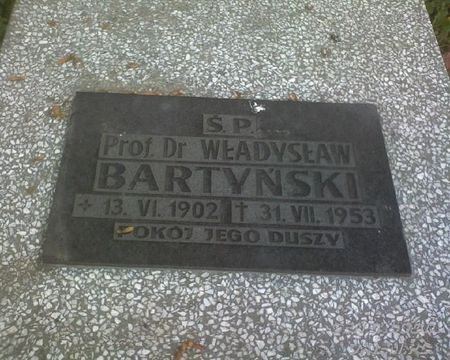 Ś.P.
Prof. Dr WŁADYSŁAW
BARTYŃSKI
+ 13. VI. 1902 † 31. VII. 1953
POKÓJ JEGO DUSZY